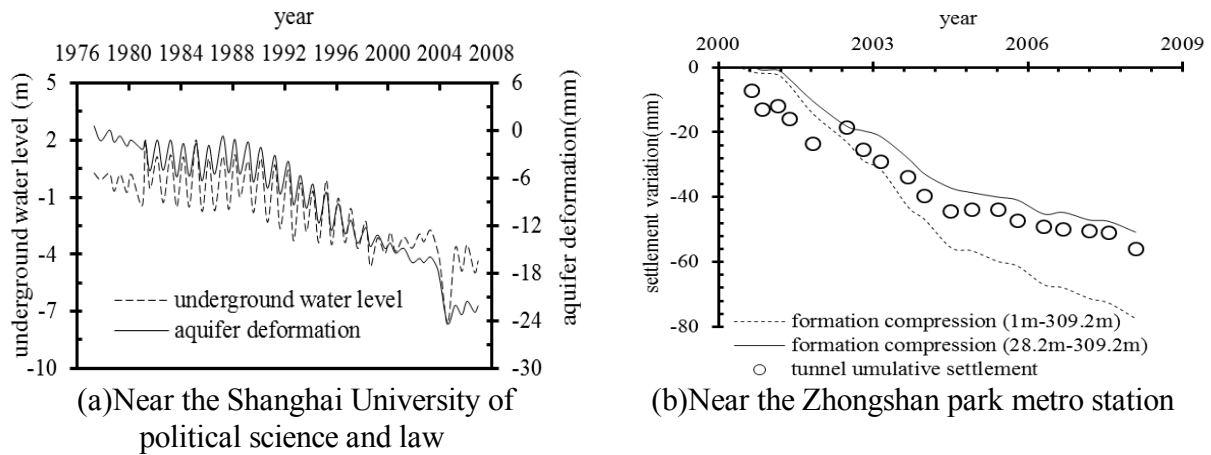 year
1976 1980 1984 1988 1992 1996 2000 2004 2008
5
2
-1
-4
-7
-10
underground water level (m)
6
0
-6
-12
-18
-24
-30
aquifer deformation(mm)
underground water level
aquifer deformation
(a)Near the Shanghai University of
political science and law
year
2000 2003 2006 2009
0
-20
-40
-60
-80
settlement variation(mm)
formation compression (1m-309.2m)
formation compression (28.2m-309.2m)
tunnel umulative settlement
(b)Near the Zhongshan park metro station